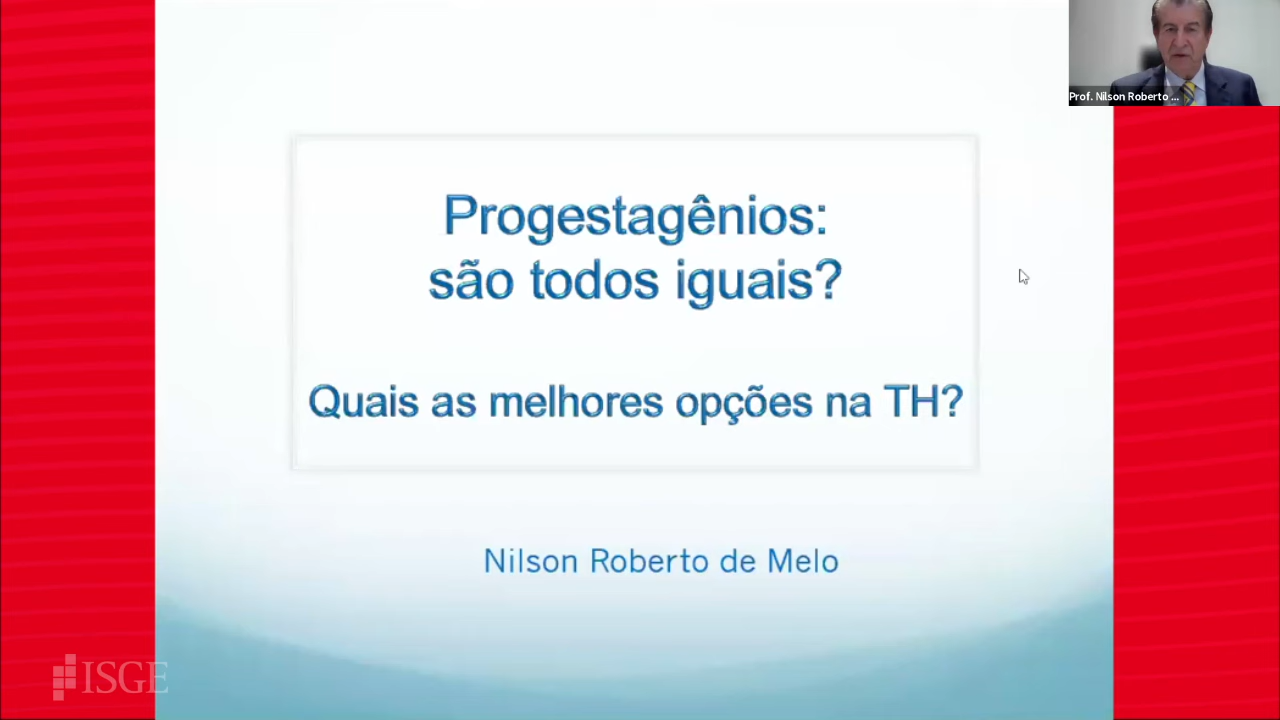 Prof. Nilson Roberto ...
Progestagênios:
são todos iguais?
Quais as melhores opções na TH?
Nilson Roberto de Melo
ISGE